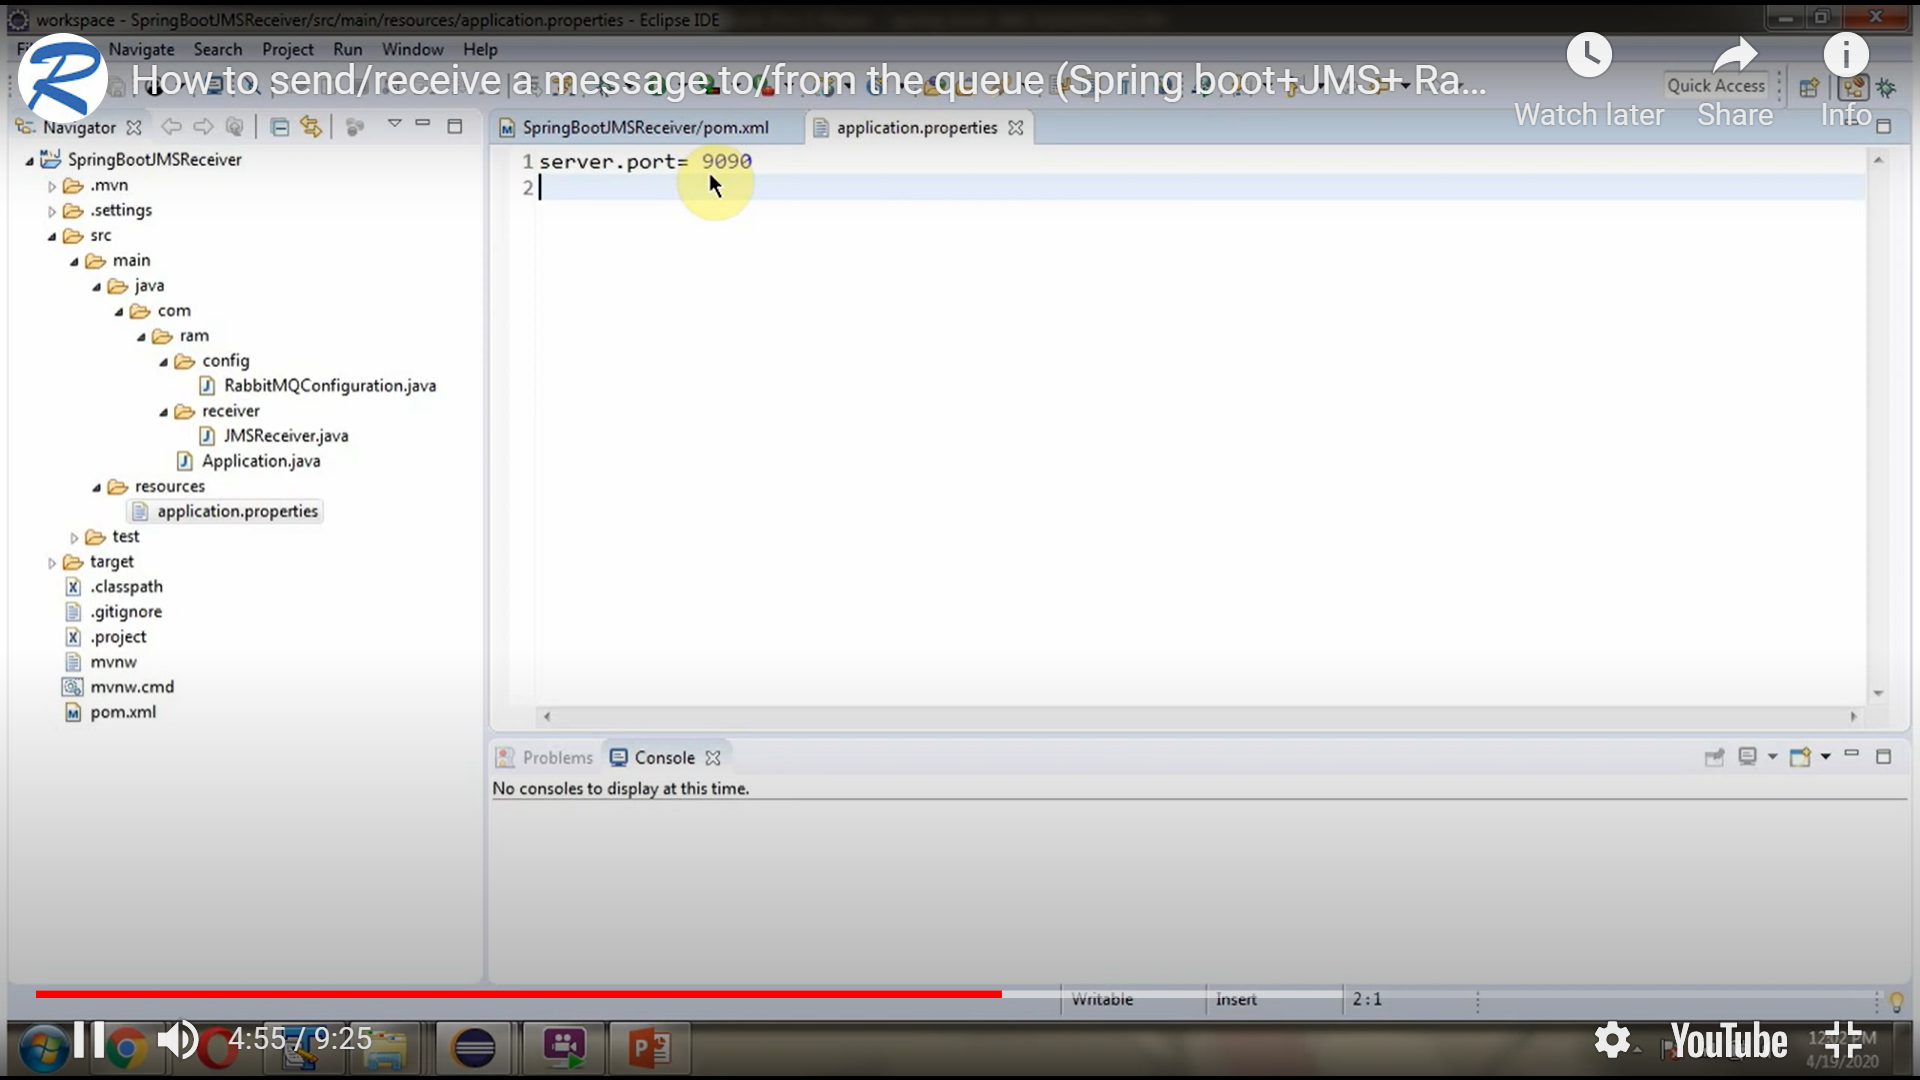 workspace - SpringBootJMSReceiver/src/main/resources/application.properties - Eclipse IDE
Navigate Search Project Run Window Help
How to send/receive a message to/from the queue (Spring boot+JMS+ Ra...
Watch later
Share
Info
Quick Access
Navigator
SpringBootJMSReceiver
.mvn
.settings
src
main
java
com
ram
config
RabbitMQConfiguration.java
receiver
JMSReceiver.java
Application.java
resources
application.properties
test
target
.classpath
.gitignore
.project
mvnw
mvnw.cmd
pom.xml
SpringBootJMSReceiver/pom.xml
application.properties
1 server.port= 9090
2
Problems
Console
No consoles to display at this time.
Writable
Insert
2:1
4:55 / 9:25
YouTube
12:02 PM
4/19/2020